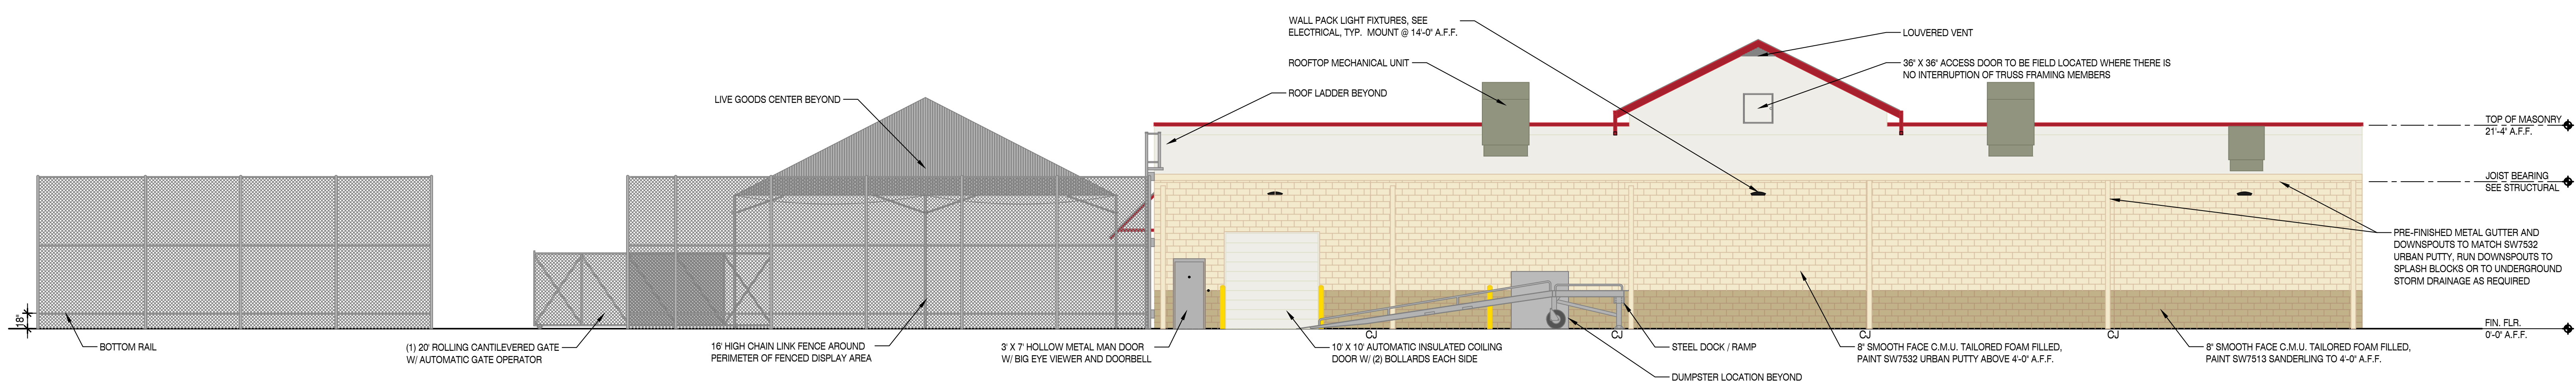 WALL PACK LIGHT FIXTURES, SEE
ELECTRICAL, TYP. MOUNT @ 14'-0" A.F.F.
LOUVERED VENT
ROOFTOP MECHANICAL UNIT
36" X 36" ACCESS DOOR TO BE FIELD LOCATED WHERE THERE IS
NO INTERRUPTION OF TRUSS FRAMING MEMBERS
LIVE GOODS CENTER BEYOND
ROOF LADDER BEYOND
TOP OF MASONRY
21'-4" A.F.F.
JOIST BEARING
SEE STRUCTURAL
PRE-FINISHED METAL GUTTER AND
DOWNSPOUTS TO MATCH SW7532
URBAN PUTTY, RUN DOWNSPOUTS TO
SPLASH BLOCKS OR TO UNDERGROUND
STORM DRAINAGE AS REQUIRED
18"
FIN. FLR.
0'-0" A.F.F.
CJ
CJ
CJ
CJ
BOTTOM RAIL
(1) 20' ROLLING CANTILEVERED GATE
W/ AUTOMATIC GATE OPERATOR
16' HIGH CHAIN LINK FENCE AROUND
PERIMETER OF FENCED DISPLAY AREA
3' X 7' HOLLOW METAL MAN DOOR
W/ BIG EYE VIEWER AND DOORBELL
10' X 10' AUTOMATIC INSULATED COILING
DOOR W/ (2) BOLLARDS EACH SIDE
STEEL DOCK / RAMP
DUMPSTER LOCATION BEYOND
8" SMOOTH FACE C.M.U. TAILORED FOAM FILLED,
PAINT SW7532 URBAN PUTTY ABOVE 4'-0" A.F.F.
8" SMOOTH FACE C.M.U. TAILORED FOAM FILLED,
PAINT SW7513 SANDERLING TO 4'-0" A.F.F.